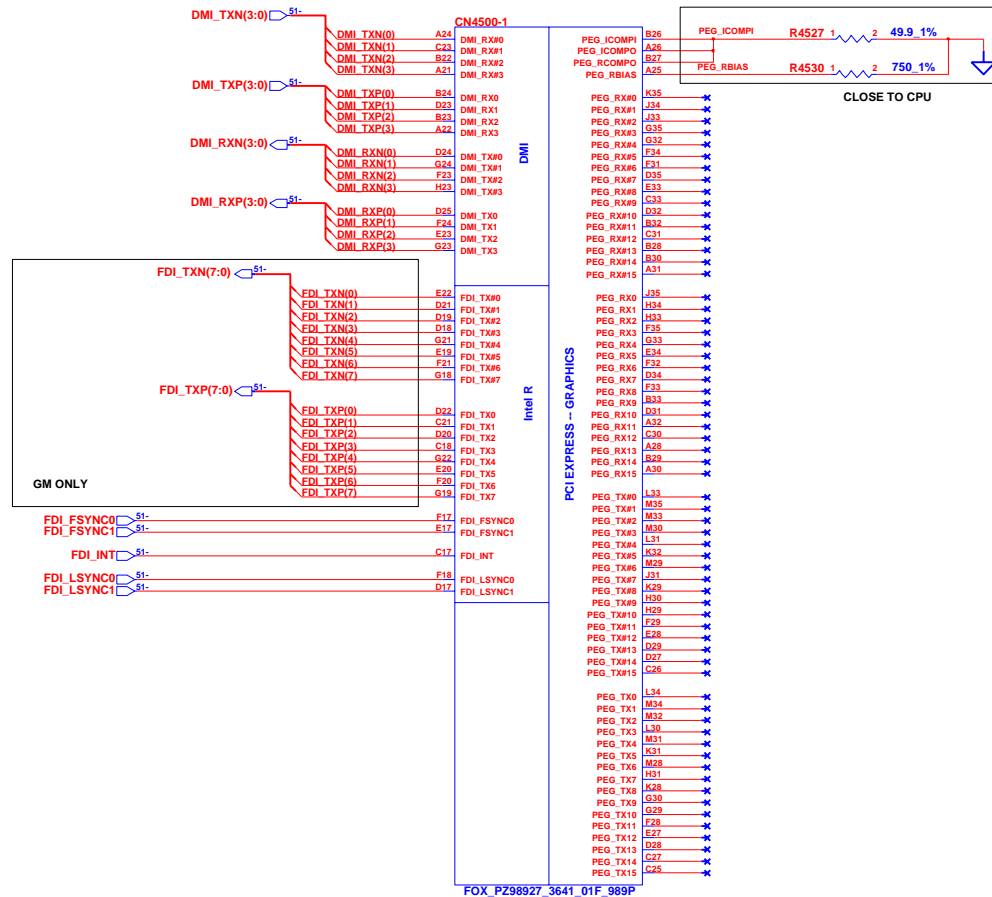 CN4500-1
DMI_TXN(3:0) 51-
DMI_TXN(0) A24 DMI_RX#0
DMI_TXN(1) C23 DMI_RX#1
DMI_TXN(2) B22 DMI_RX#2
DMI_TXN(3) A21 DMI_RX#3
DMI_TXP(3:0) 51-
DMI_TXP(0) B24 DMI_RX0
DMI_TXP(1) D23 DMI_RX1
DMI_TXP(2) B23 DMI_RX2
DMI_TXP(3) A22 DMI_RX3
DMI_RXN(3:0) 51-
DMI_RXN(0) D24 DMI_TX#0
DMI_RXN(1) G24 DMI_TX#1
DMI_RXN(2) F23 DMI_TX#2
DMI_RXN(3) H23 DMI_TX#3
DMI_RXP(3:0) 51-
DMI_RXP(0) D25 DMI_TX0
DMI_RXP(1) F24 DMI_TX1
DMI_RXP(2) E23 DMI_TX2
DMI_RXP(3) G23 DMI_TX3
DMI
FDI_TXN(7:0) 51-
FDI_TXN(0) E22 FDI_TX#0
FDI_TXN(1) D21 FDI_TX#1
FDI_TXN(2) D19 FDI_TX#2
FDI_TXN(3) D18 FDI_TX#3
FDI_TXN(4) G21 FDI_TX#4
FDI_TXN(5) E19 FDI_TX#5
FDI_TXN(6) F21 FDI_TX#6
FDI_TXN(7) G18 FDI_TX#7
FDI_TXP(7:0) 51-
FDI_TXP(0) D22 FDI_TX0
FDI_TXP(1) C21 FDI_TX1
FDI_TXP(2) D20 FDI_TX2
FDI_TXP(3) C18 FDI_TX3
FDI_TXP(4) G22 FDI_TX4
FDI_TXP(5) E20 FDI_TX5
FDI_TXP(6) F20 FDI_TX6
FDI_TXP(7) G19 FDI_TX7
GM ONLY
Intel R
FDI_FSYNC0 51- F17 FDI_FSYNC0
FDI_FSYNC1 51- E17 FDI_FSYNC1
FDI_INT 51- C17 FDI_INT
FDI_LSYNC0 51- F18 FDI_LSYNC0
FDI_LSYNC1 51- D17 FDI_LSYNC1
PCI EXPRESS -- GRAPHICS
PEG_ICOMPI B26 PEG_ICOMPI R4527 1 2 49.9_1%
PEG_ICOMPO A26
PEG_RCOMPO B27
PEG_RBIAS A25 PEG_RBIAS R4530 1 2 750_1%
CLOSE TO CPU
PEG_RX#0 K35
PEG_RX#1 J34
PEG_RX#2 J33
PEG_RX#3 G35
PEG_RX#4 G32
PEG_RX#5 F34
PEG_RX#6 F31
PEG_RX#7 D35
PEG_RX#8 E33
PEG_RX#9 C33
PEG_RX#10 D32
PEG_RX#11 B32
PEG_RX#12 C31
PEG_RX#13 B28
PEG_RX#14 B30
PEG_RX#15 A31
PEG_RX0 J35
PEG_RX1 H34
PEG_RX2 H33
PEG_RX3 F35
PEG_RX4 G33
PEG_RX5 E34
PEG_RX6 F32
PEG_RX7 D34
PEG_RX8 F33
PEG_RX9 B33
PEG_RX10 D31
PEG_RX11 A32
PEG_RX12 C30
PEG_RX13 A28
PEG_RX14 B29
PEG_RX15 A30
PEG_TX#0 L33
PEG_TX#1 M35
PEG_TX#2 M33
PEG_TX#3 M30
PEG_TX#4 L31
PEG_TX#5 K32
PEG_TX#6 M29
PEG_TX#7 J31
PEG_TX#8 K29
PEG_TX#9 H30
PEG_TX#10 H29
PEG_TX#11 F29
PEG_TX#12 E28
PEG_TX#13 D29
PEG_TX#14 D27
PEG_TX#15 C26
PEG_TX0 L34
PEG_TX1 M34
PEG_TX2 M32
PEG_TX3 L30
PEG_TX4 M31
PEG_TX5 K31
PEG_TX6 M28
PEG_TX7 H31
PEG_TX8 K28
PEG_TX9 G30
PEG_TX10 G29
PEG_TX11 F28
PEG_TX12 E27
PEG_TX13 D28
PEG_TX14 C27
PEG_TX15 C25
FOX_PZ98927_3641_01F_989P